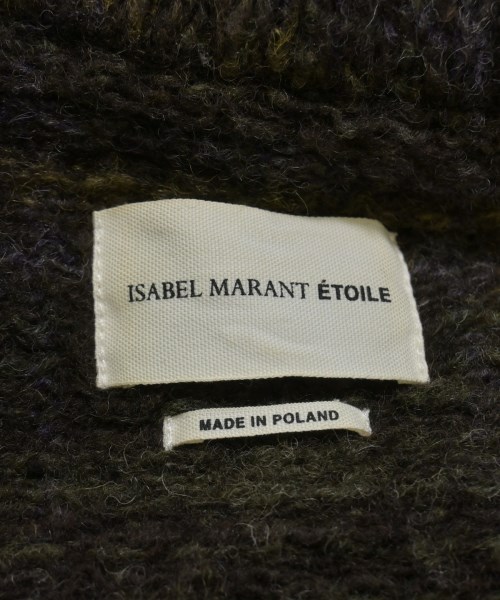 ISABEL MARANT ÉTOILE
MADE IN POLAND